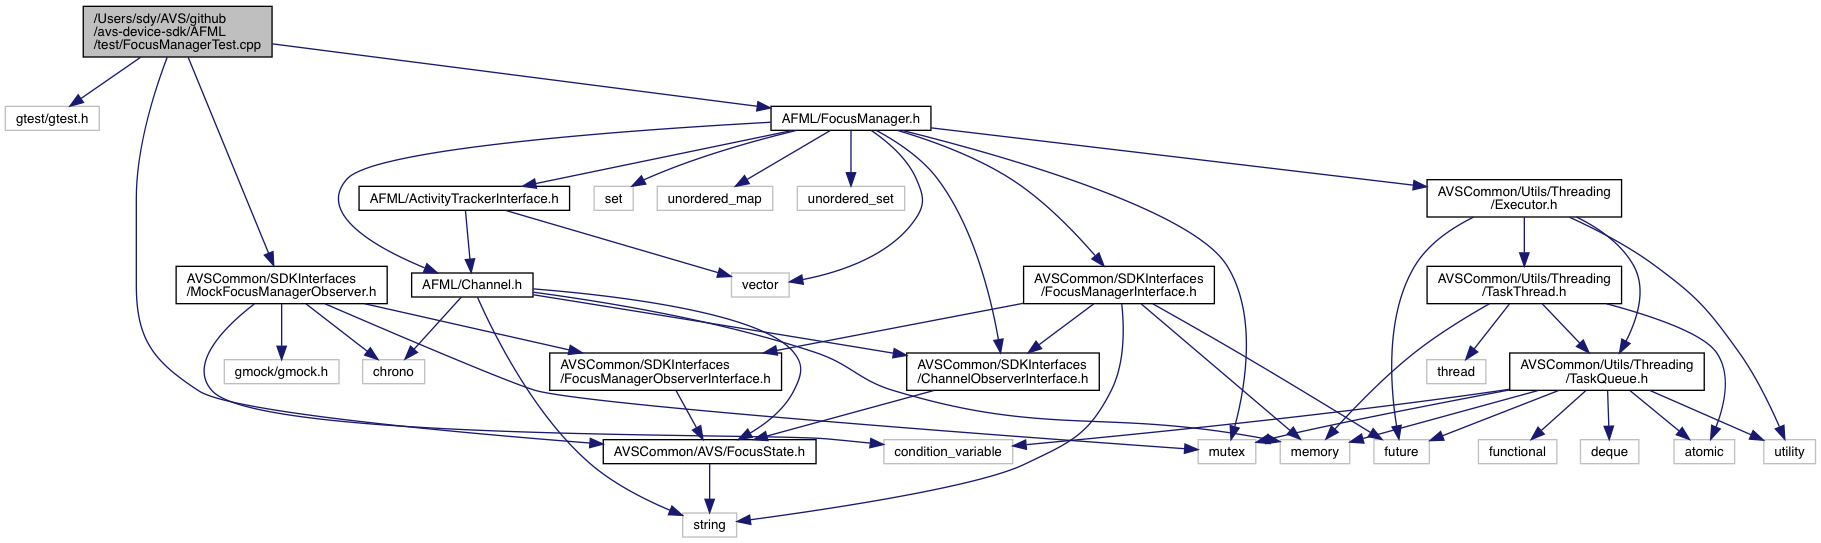 /Users/sdy/AVS/github
/avs-device-sdk/AFML
/test/FocusManagerTest.cpp
gtest/gtest.h
AFML/FocusManager.h
AFML/ActivityTrackerInterface.h
set
unordered_map
unordered_set
AVSCommon/Utils/Threading
/Executor.h
AVSCommon/SDKInterfaces
/MockFocusManagerObserver.h
AFML/Channel.h
vector
AVSCommon/SDKInterfaces
/FocusManagerInterface.h
AVSCommon/Utils/Threading
/TaskThread.h
gmock/gmock.h
chrono
AVSCommon/SDKInterfaces
/FocusManagerObserverInterface.h
AVSCommon/SDKInterfaces
/ChannelObserverInterface.h
thread
AVSCommon/Utils/Threading
/TaskQueue.h
AVSCommon/AVS/FocusState.h
condition_variable
mutex
memory
future
functional
deque
atomic
utility
string